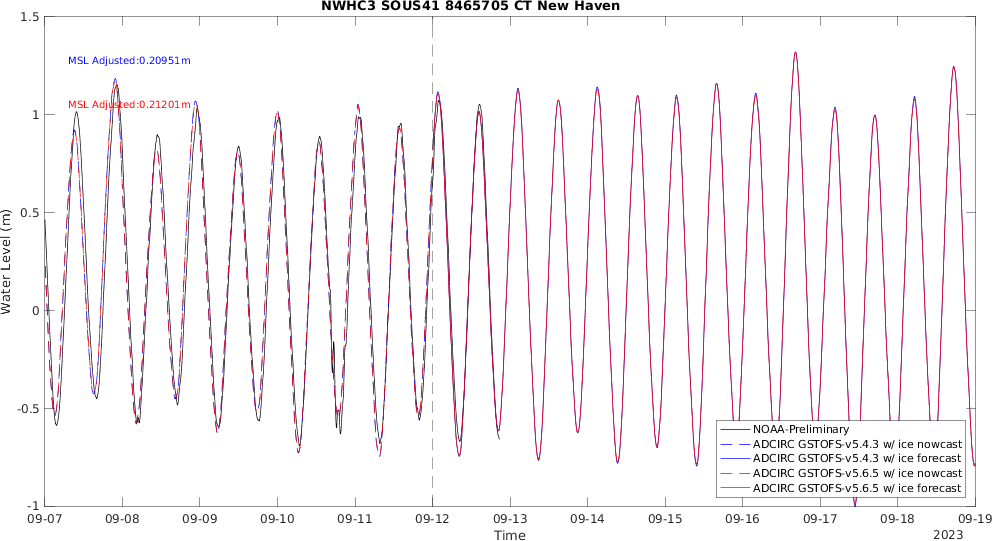 NWHC3 SOUS41 8465705 CT New Haven
1.5
MSL Adjusted:0.20951m
MSL Adjusted:0.21201m
1
0.5
Water Level (m)
0
-0.5
-1
NOAA-Preliminary
ADCIRC GSTOFS-v5.4.3 w/ ice nowcast
ADCIRC GSTOFS-v5.4.3 w/ ice forecast
ADCIRC GSTOFS-v5.6.5 w/ ice nowcast
ADCIRC GSTOFS-v5.6.5 w/ ice forecast
09-07 09-08 09-09 09-10 09-11 09-12 09-13 09-14 09-15 09-16 09-17 09-18 09-19
Time
2023